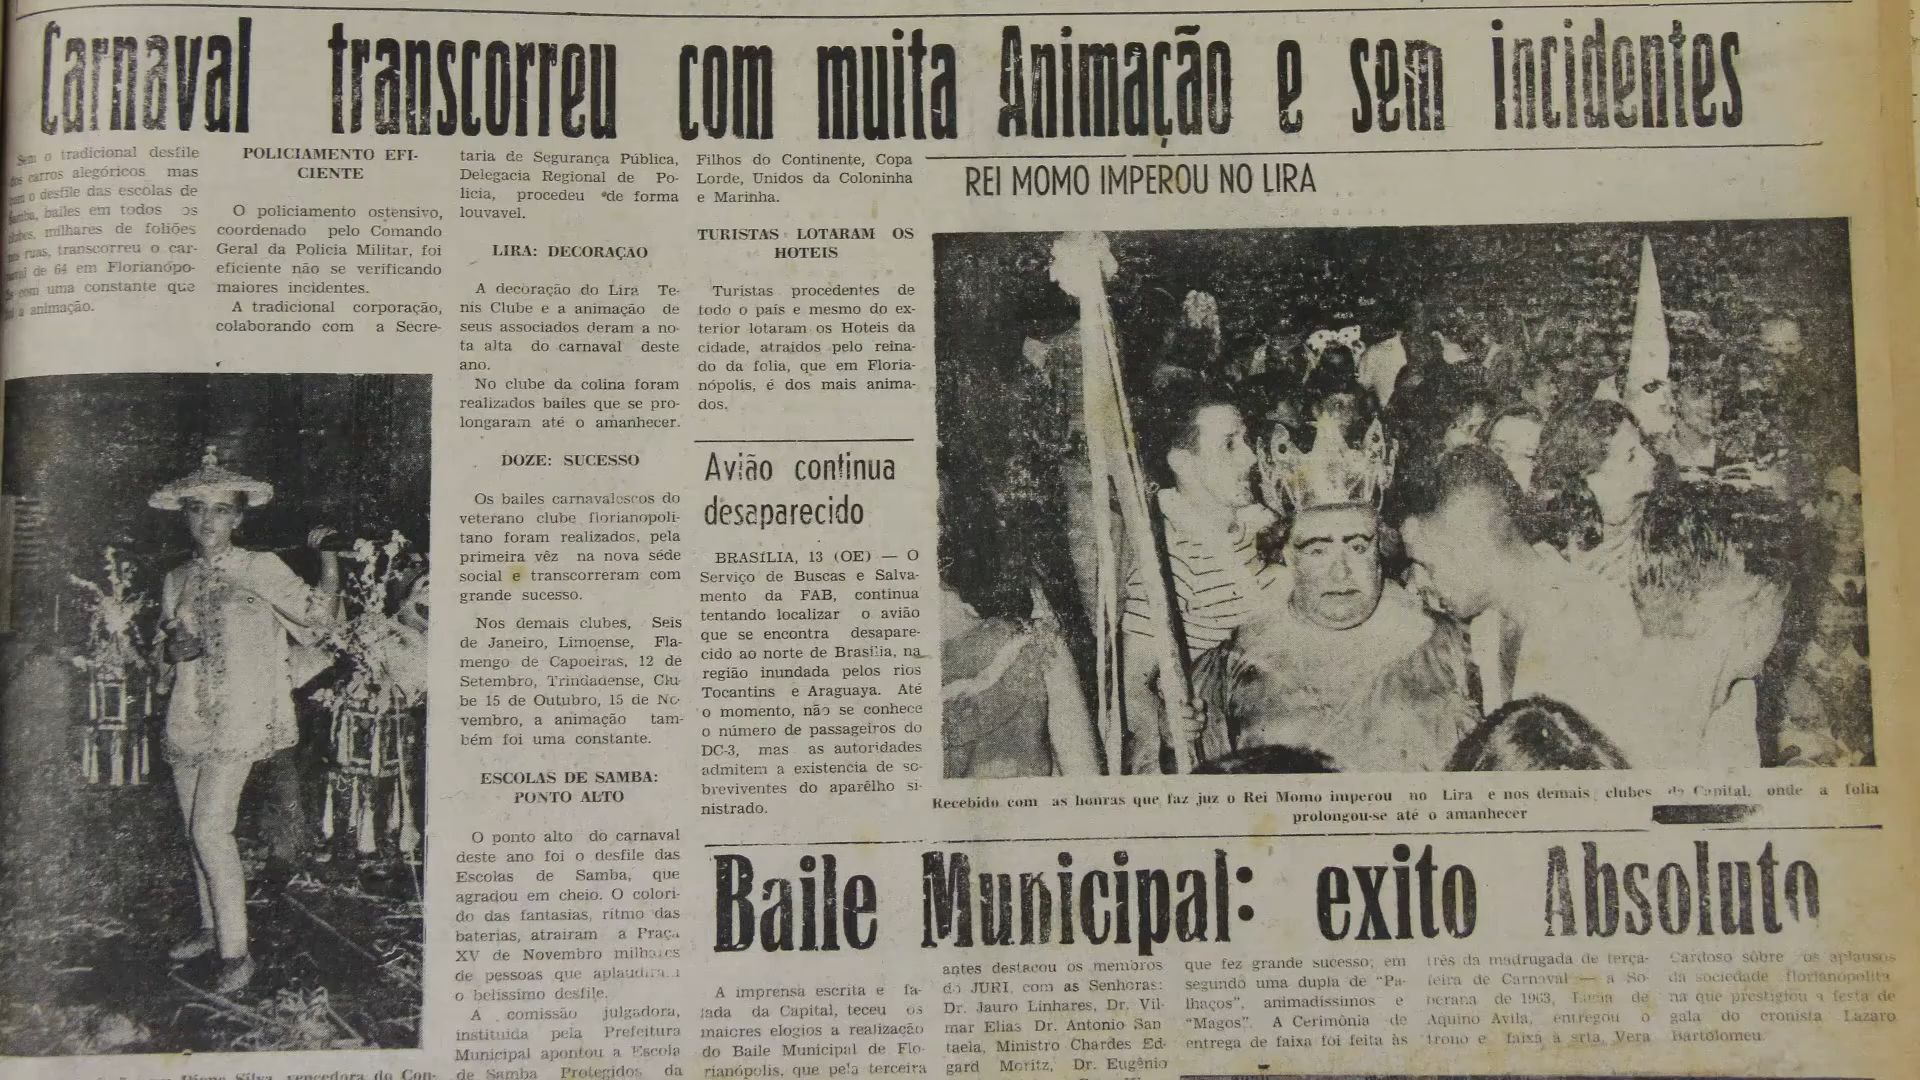 Carnaval transcorreu com muita Animação e sem incidentes
Sem o tradicional desfile
dos carros alegóricos mas
com o desfile das escolas de
samba, bailes em todos os
clubes, milhares de foliões
nas ruas, transcorreu o car-
naval de 64 em Florianópo-
lis com uma constante que
foi a animação.
POLICIAMENTO EFI-
CIENTE
O policiamento ostensivo,
coordenado pelo Comando
Geral da Policia Militar, foi
eficiente não se verificando
maiores incidentes.
A tradicional corporação,
colaborando com a Secre-
taria de Segurança Pública,
Delegacia Regional de Po-
licia, procedeu de forma
louvavel.
LIRA: DECORAÇÃO
A decoração do Lira Te-
nis Clube e a animação de
seus associados deram a no-
ta alta do carnaval deste
ano.
No clube da colina foram
realizados bailes que se pro-
longaram até o amanhecer.
DOZE: SUCESSO
Os bailes carnavalescos do
veterano clube florianopoli-
tano foram realizados, pela
primeira vêz na nova séde
social e transcorreram com
grande sucesso.
Nos demais clubes, Seis
de Janeiro, Limoense, Fla-
mengo de Capoeiras, 12 de
Setembro, Trindadense, Clu-
be 15 de Outubro, 15 de No-
vembro, a animação tam-
bém foi uma constante.
ESCOLAS DE SAMBA:
PONTO ALTO
O ponto alto do carnaval
deste ano foi o desfile das
Escolas de Samba, que
agradou em cheio. O colori-
do das fantasias, ritmo das
baterias, atrairam a Praça
XV de Novembro milhares
de pessoas que aplaudiram
o belissimo desfile.
A comissão julgadora,
instituida pela Prefeitura
Municipal apontou a Escola
de Samba Protegidos da
Filhos do Continente, Copa
Lorde, Unidos da Coloninha
e Marinha.
TURISTAS LOTARAM OS
HOTEIS
Turistas procedentes de
todo o país e mesmo do ex-
terior lotaram os Hoteis da
cidade, atraidos pelo reina-
do da folia, que em Floria-
nópolis, é dos mais anima-
dos.
Avião continua
desaparecido
BRASÍLIA, 13 (OE) — O
Serviço de Buscas e Salva-
mento da FAB, continua
tentando localizar o avião
que se encontra desapare-
cido ao norte de Brasília, na
região inundada pelos rios
Tocantins e Araguaya. Até
o momento, não se conhece
o número de passageiros do
DC-3, mas as autoridades
admitem a existencia de so-
breviventes do aparêlho si-
nistrado.
REI MOMO IMPEROU NO LIRA
Recebido com as honras que faz juz o Rei Momo imperou no Lira e nos demais clubes da Capital, onde a folia
prolongou-se até o amanhecer
Baile Municipal: exito Absoluto
A imprensa escrita e fa-
lada da Capital, teceu os
maiores elogios a realização
do Baile Municipal de Flo-
rianópolis, que pela terceira
antes destacou os membros
do JURI, com as Senhoras:
Dr. Jauro Linhares, Dr. Vil-
mar Elias Dr. Antonio San
taela, Ministro Chardes Ed-
gard Moritz, Dr. Eugênio
que fez grande sucesso; em
segundo uma dupla de "Pa-
lhaços", animadissimos e
"Magos". A Cerimônia de
entrega de faixa foi feita às
três da madrugada de terça-
feira de Carnaval — a So-
berana de 1963, Tania de
Aquino Avila, entregou o
trono e faixa à srta. Vera
Cardoso sôbre os aplausos
da sociedade florianopolita
na que prestigiou a festa de
gala do cronista Lazaro
Bartolomeu.
Silva, vencedora do Con-